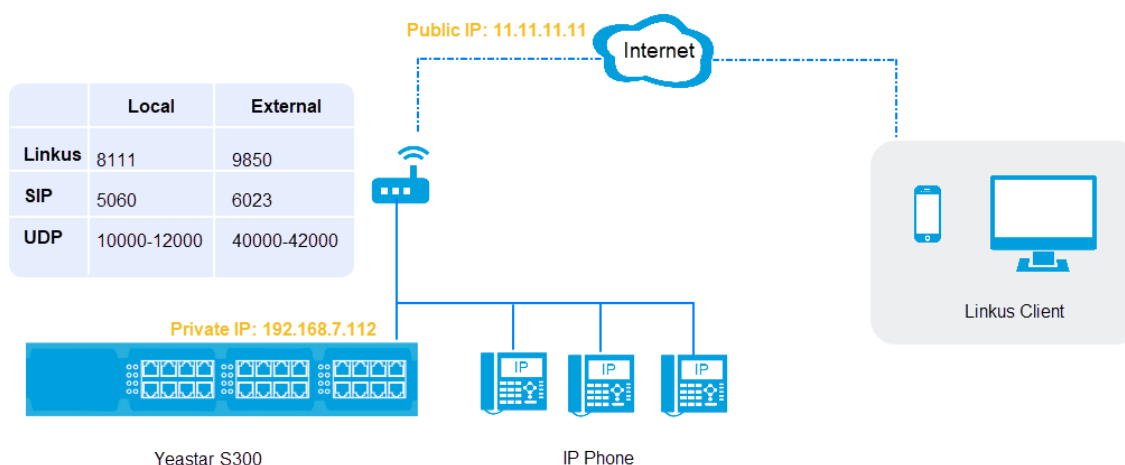 Public IP: 11.11.11.11
Internet
Local External
Linkus 8111 9850
SIP 5060 6023
UDP 10000-12000 40000-42000
Linkus Client
Private IP: 192.168.7.112
IP IP IP
Yeastar S300
IP Phone